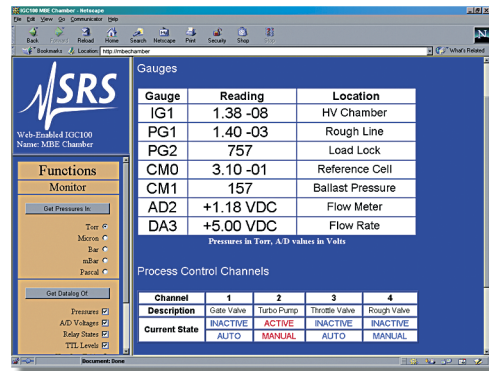 IGC100 MBE Chamber - Netscape
File Edit View Go Communicator Help
Back Forward Reload Home Search Netscape Print Security Stop
Bookmarks Location: http://mbechamber What's Related
SRS
Web-Enabled IGC100
Name: MBE Chamber
Functions
Monitor
Get Pressures In:
Torr
Micron
Bar
mBar
Pascal
Get Datalog Of:
Pressures
A/D Voltages
Relay States
TTL Levels
Gauges
Gauge Reading Location
IG1 1.38 -08 HV Chamber
PG1 1.40 -03 Rough Line
PG2 757 Load Lock
CM0 3.10 -01 Reference Cell
CM1 157 Ballast Pressure
AD2 +1.18 VDC Flow Meter
DA3 +5.00 VDC Flow Rate
Pressures in Torr, A/D values in Volts
Process Control Channels
Channel 1 2 3 4
Description Gate Valve Turbo Pump Throttle Valve Rough Valve
Current State INACTIVE ACTIVE INACTIVE INACTIVE
AUTO MANUAL AUTO MANUAL
Document: Done